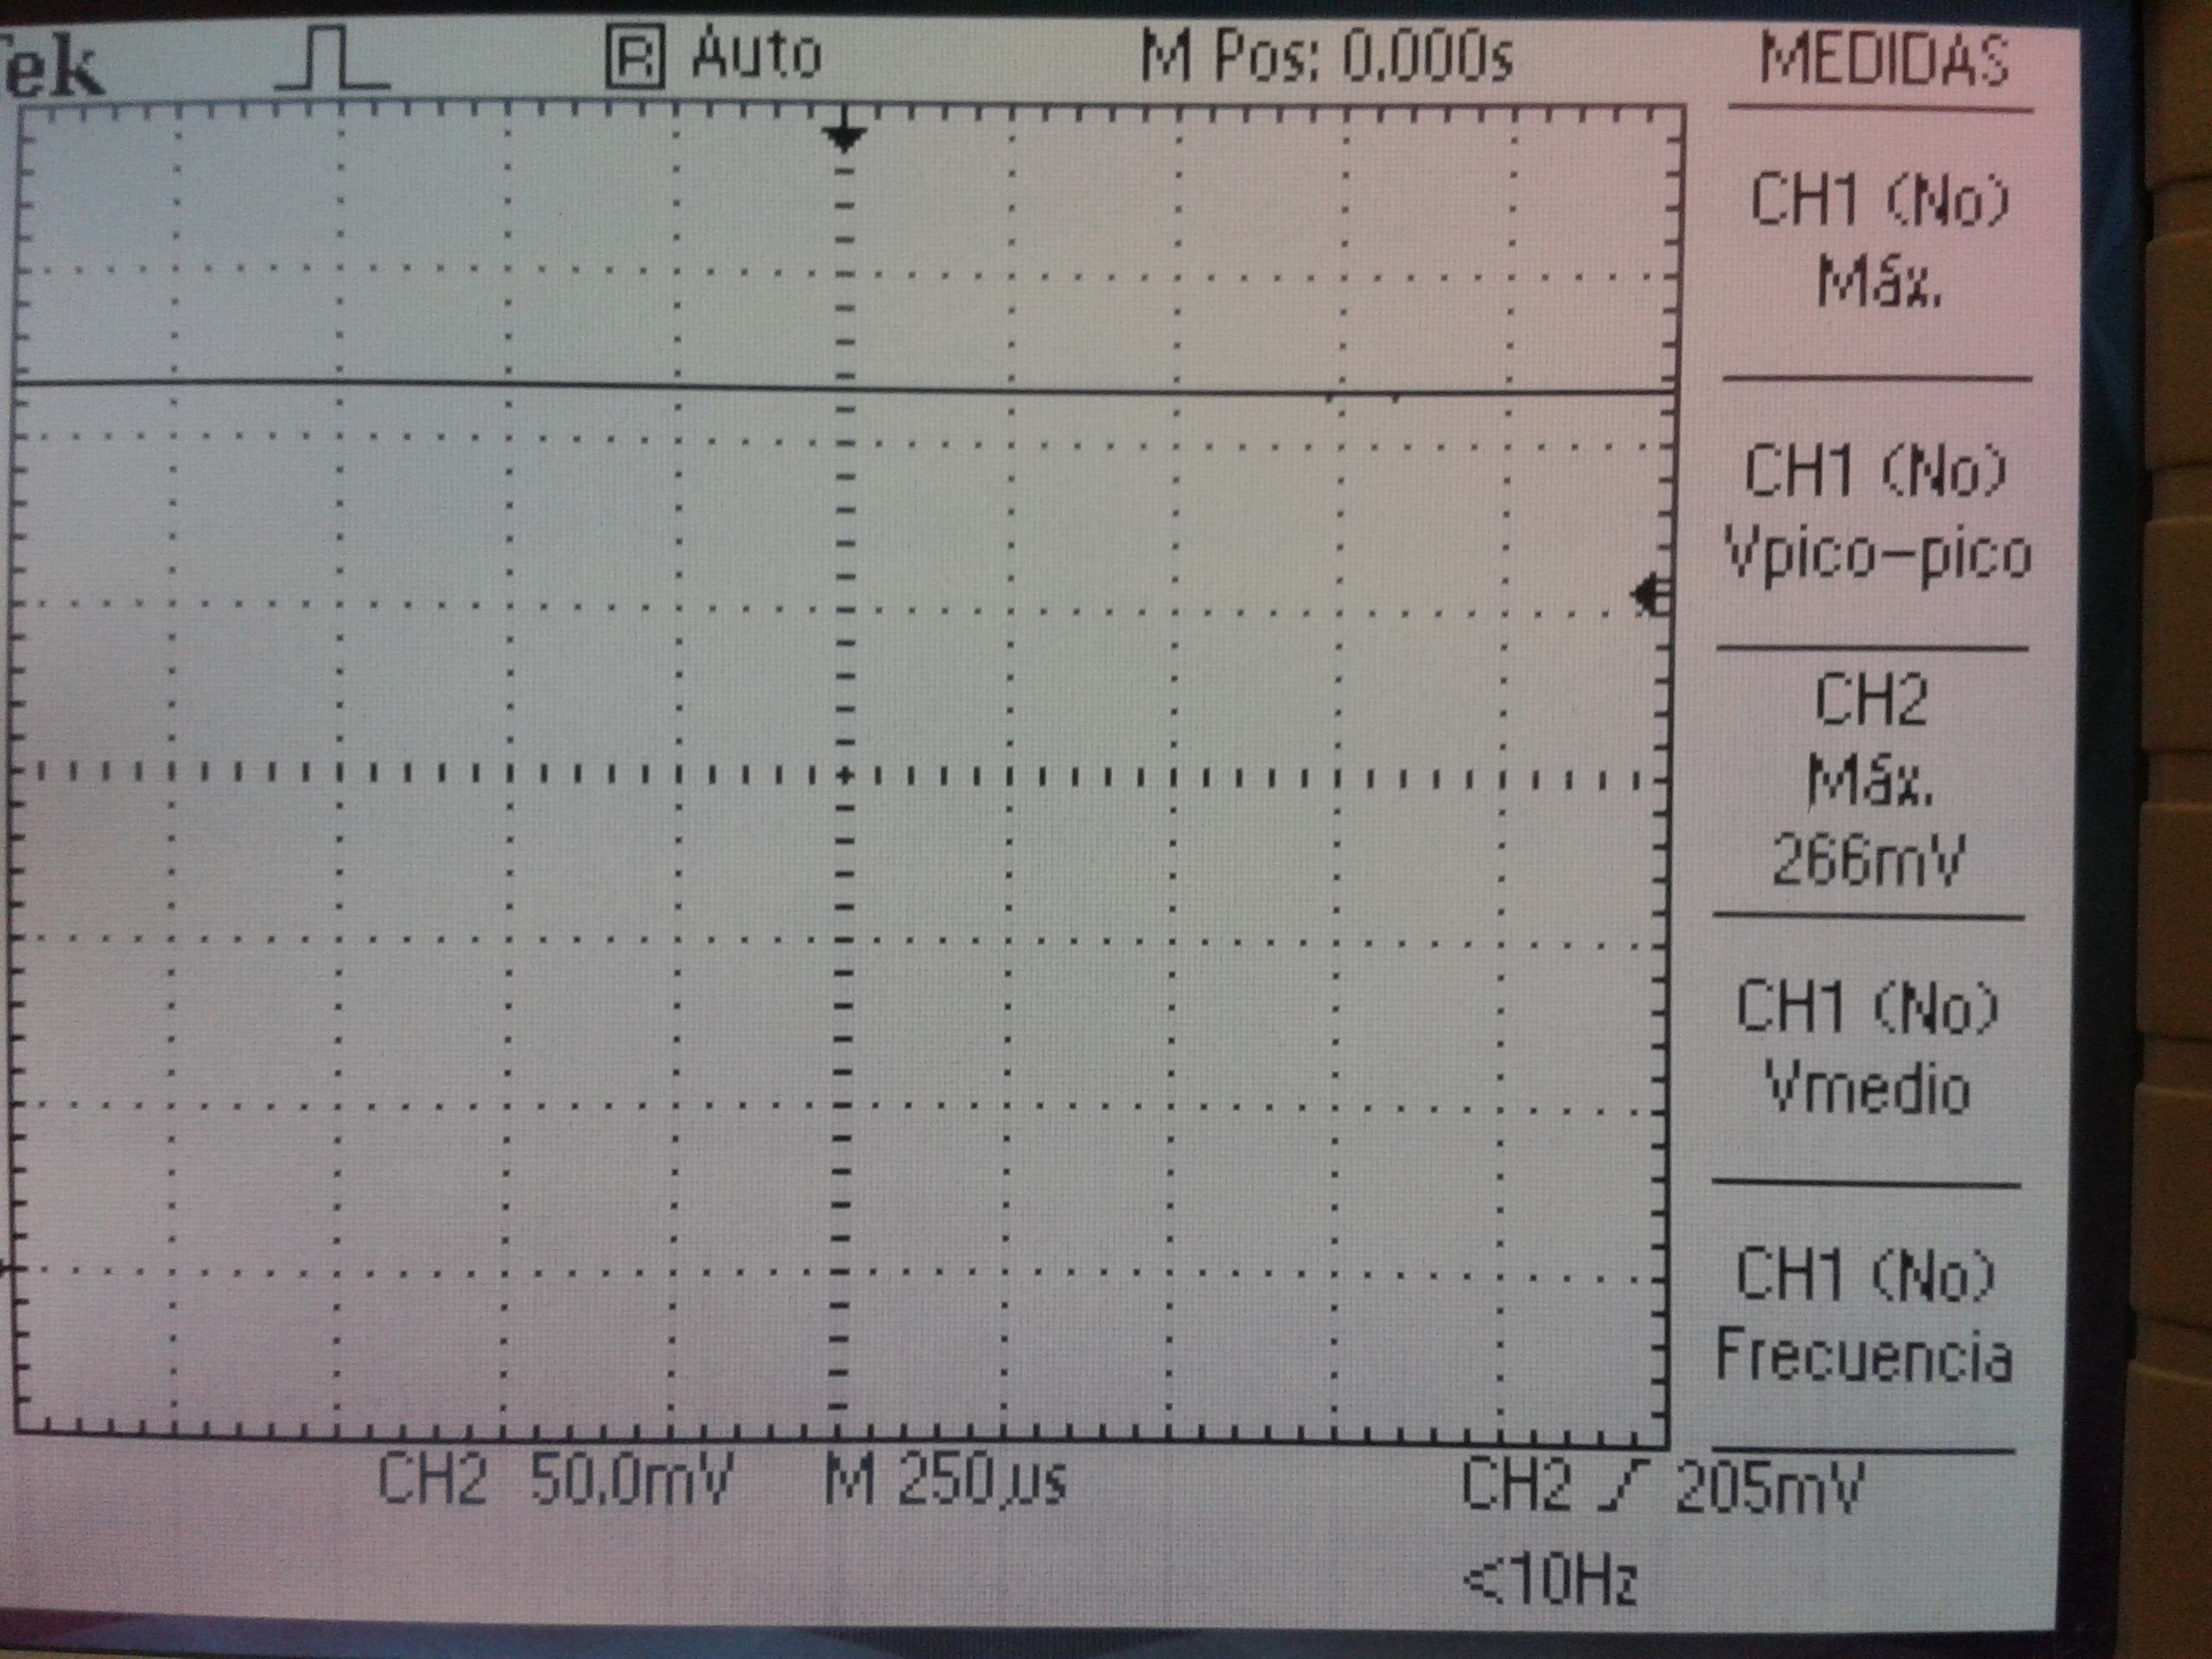 Tek R Auto M Pos: 0.000s MEDIDAS
CH1 (No)
Máx.
CH1 (No)
Vpico-pico
CH2
Máx.
266mV
CH1 (No)
Vmedio
CH1 (No)
Frecuencia
CH2 50.0mV M 250µs CH2 205mV
<10Hz